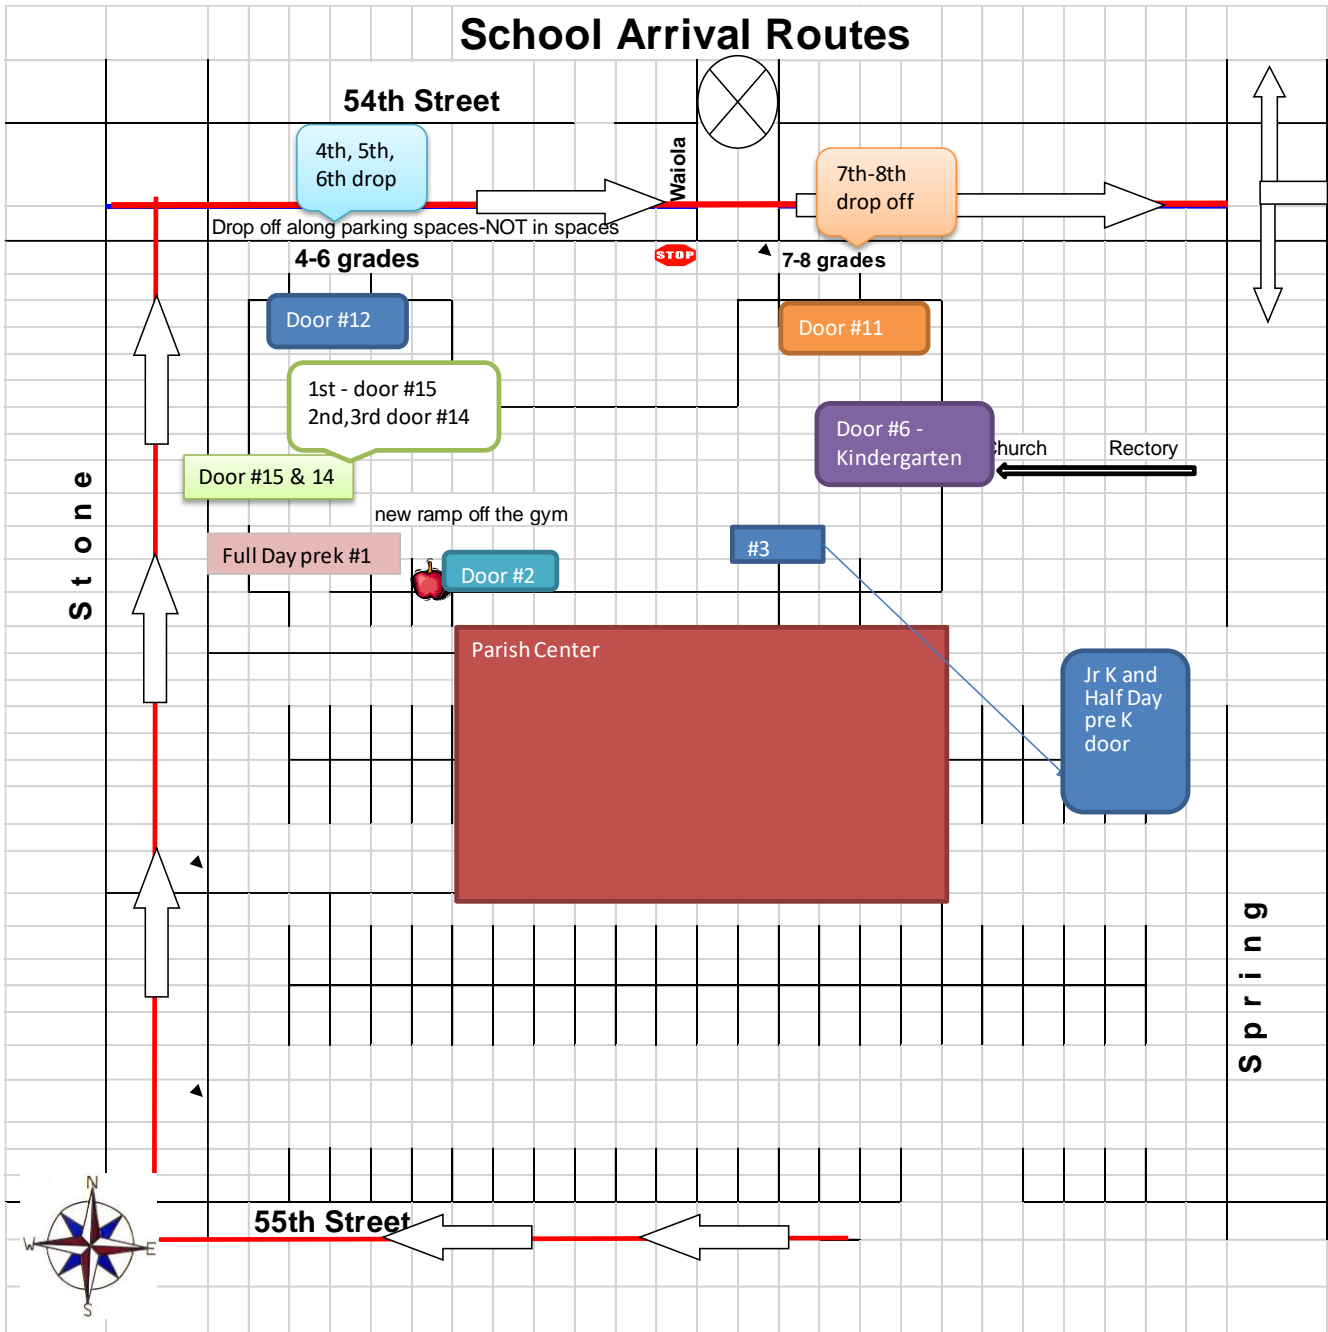 School Arrival Routes
54th Street
4th, 5th,
6th drop
Waiola
7th-8th
drop off
Drop off along parking spaces-NOT in spaces
STOP
4-6 grades
7-8 grades
Door #12
Door #11
1st - door #15
2nd,3rd door #14
Door #6 -
Kindergarten
Church
Rectory
Door #15 & 14
Stone
new ramp off the gym
Full Day prek #1
Door #2
#3
Parish Center
Jr K and
Half Day
pre K
door
Spring
N
W
E
S
55th Street